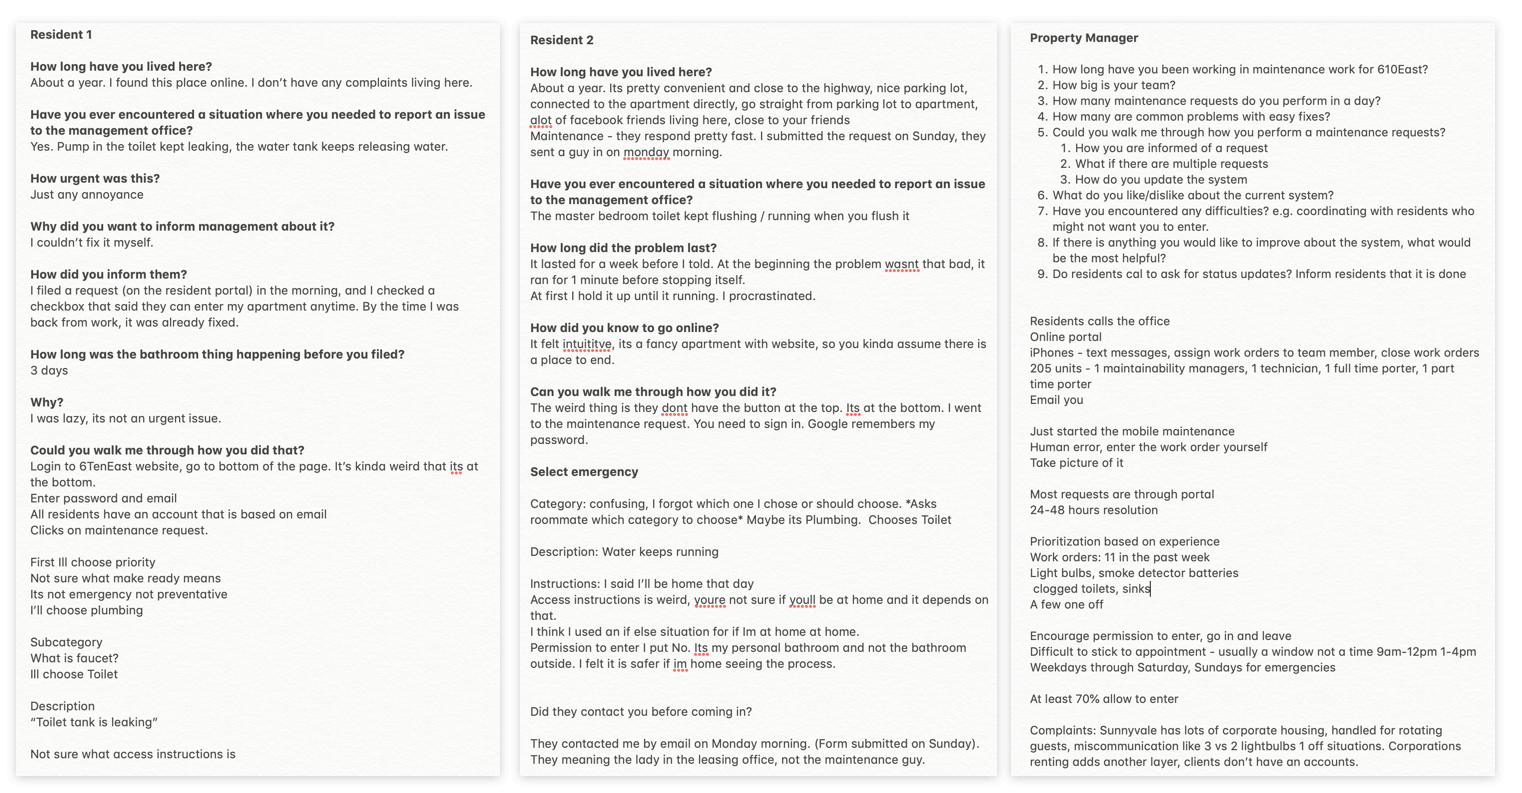 Resident 1
How long have you lived here?
About a year. I found this place online. I don't have any complaints living here.
Have you ever encountered a situation where you needed to report an issue
to the management office?
Yes. Pump in the toilet kept leaking, the water tank keeps releasing water.
How urgent was this?
Just any annoyance
Why did you want to inform management about it?
I couldn't fix it myself.
How did you inform them?
I filed a request (on the resident portal) in the morning, and I checked a
checkbox that said they can enter my apartment anytime. By the time I was
back from work, it was already fixed.
How long was the bathroom thing happening before you filed?
3 days
Why?
I was lazy, its not an urgent issue.
Could you walk me through how you did that?
Login to 6TenEast website, go to bottom of the page. It's kinda weird that its at
the bottom.
Enter password and email
All residents have an account that is based on email
Clicks on maintenance request.
First Ill choose priority
Not sure what make ready means
Its not emergency not preventative
I'll choose plumbing
Subcategory
What is faucet?
Ill choose Toilet
Description
"Toilet tank is leaking"
Not sure what access instructions is
Resident 2
How long have you lived here?
About a year. Its pretty convenient and close to the highway, nice parking lot,
connected to the apartment directly, go straight from parking lot to apartment,
alot of facebook friends living here, close to your friends
Maintenance - they respond pretty fast. I submitted the request on Sunday, they
sent a guy in on monday morning.
Have you ever encountered a situation where you needed to report an issue
to the management office?
The master bedroom toilet kept flushing / running when you flush it
How long did the problem last?
It lasted for a week before I told. At the beginning the problem wasnt that bad, it
ran for 1 minute before stopping itself.
At first I hold it up until it running. I procrastinated.
How did you know to go online?
It felt intuititve, its a fancy apartment with website, so you kinda assume there is
a place to end.
Can you walk me through how you did it?
The weird thing is they dont have the button at the top. Its at the bottom. I went
to the maintenance request. You need to sign in. Google remembers my
password.
Select emergency
Category: confusing, I forgot which one I chose or should choose. *Asks
roommate which category to choose* Maybe its Plumbing.  Chooses Toilet
Description: Water keeps running
Instructions: I said I'll be home that day
Access instructions is weird, youre not sure if youll be at home and it depends on
that.
I think I used an if else situation for if Im at home at home.
Permission to enter I put No. Its my personal bathroom and not the bathroom
outside. I felt it is safer if im home seeing the process.
Did they contact you before coming in?
They contacted me by email on Monday morning. (Form submitted on Sunday).
They meaning the lady in the leasing office, not the maintenance guy.
Property Manager
1. How long have you been working in maintenance work for 610East?
2. How big is your team?
3. How many maintenance requests do you perform in a day?
4. How many are common problems with easy fixes?
5. Could you walk me through how you perform a maintenance requests?
1. How you are informed of a request
2. What if there are multiple requests
3. How do you update the system
6. What do you like/dislike about the current system?
7. Have you encountered any difficulties? e.g. coordinating with residents who
might not want you to enter.
8. If there is anything you would like to improve about the system, what would
be the most helpful?
9. Do residents cal to ask for status updates? Inform residents that it is done
Residents calls the office
Online portal
iPhones - text messages, assign work orders to team member, close work orders
205 units - 1 maintainability managers, 1 technician, 1 full time porter, 1 part
time porter
Email you
Just started the mobile maintenance
Human error, enter the work order yourself
Take picture of it
Most requests are through portal
24-48 hours resolution
Prioritization based on experience
Work orders: 11 in the past week
Light bulbs, smoke detector batteries
clogged toilets, sinks
A few one off
Encourage permission to enter, go in and leave
Difficult to stick to appointment - usually a window not a time 9am-12pm 1-4pm
Weekdays through Saturday, Sundays for emergencies
At least 70% allow to enter
Complaints: Sunnyvale has lots of corporate housing, handled for rotating
guests, miscommunication like 3 vs 2 lightbulbs 1 off situations. Corporations
renting adds another layer, clients don't have an accounts.